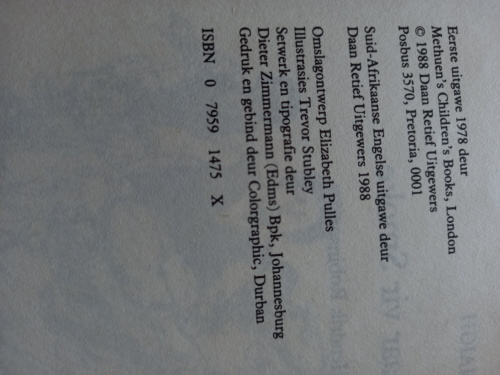 Eerste uitgawe 1978 deur
Methuen's Children's Books, London
© 1988 Daan Retief Uitgewers
Posbus 3570, Pretoria, 0001
Suid-Afrikaanse Engelse uitgawe deur
Daan Retief Uitgewers 1988
Omslagontwerp Elizabeth Pulles
Illustrasies Trevor Stubley
Setwerk en tipografie deur
Dieter Zimmermann (Edms) Bpk, Johannesburg
Gedruk en gebind deur Colorgraphic, Durban
ISBN 0 7959 1475 X